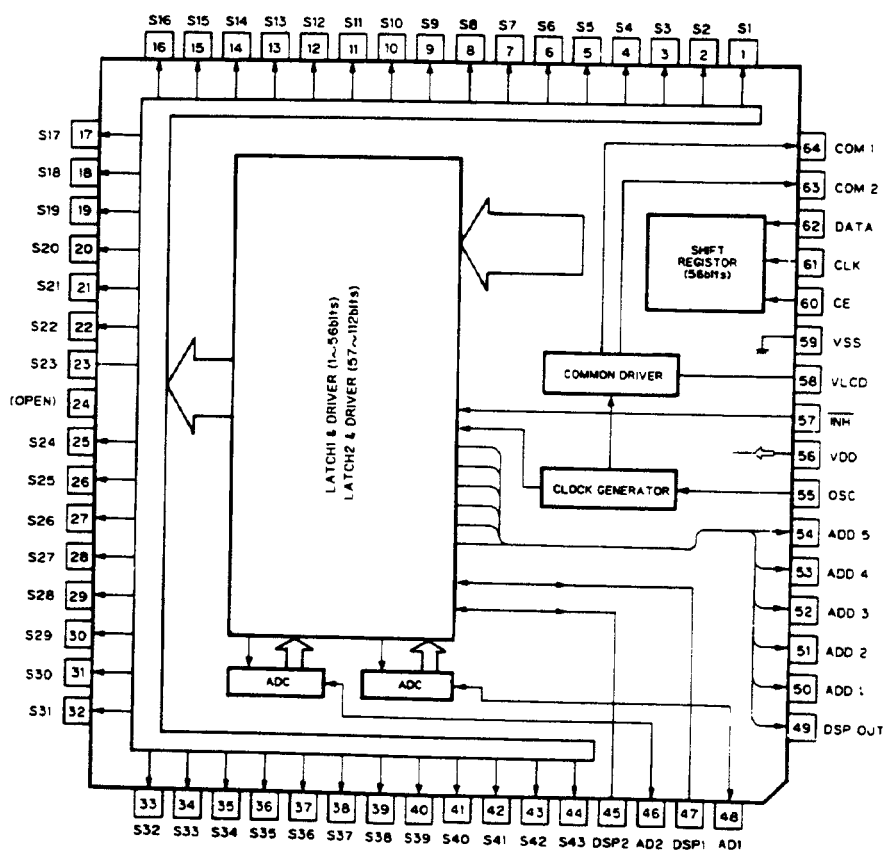 S16 S15 S14 S13 S12 S11 S10 S9 S8 S7 S6 S5 S4 S3 S2 S1
16 15 14 13 12 11 10 9 8 7 6 5 4 3 2 1
S17 17
S18 18
S19 19
S20 20
S21 21
S22 22
S23 23
(OPEN) 24
S24 25
S25 26
S26 27
S27 28
S28 29
S29 30
S30 31
S31 32
LATCH1 & DRIVER (1~56bits)
LATCH2 & DRIVER (57~112bits)
SHIFT
REGISTER
(56bits)
COMMON DRIVER
CLOCK GENERATOR
ADC
ADC
64 COM 1
63 COM 2
62 DATA
61 CLK
60 CE
59 VSS
58 VLCD
57 INH
56 VDD
55 OSC
54 ADD 5
53 ADD 4
52 ADD 3
51 ADD 2
50 ADD 1
49 DSP OUT
33 34 35 36 37 38 39 40 41 42 43 44 45 46 47 48
S32 S33 S34 S35 S36 S37 S38 S39 S40 S41 S42 S43 DSP2 AD2 DSP1 AD1